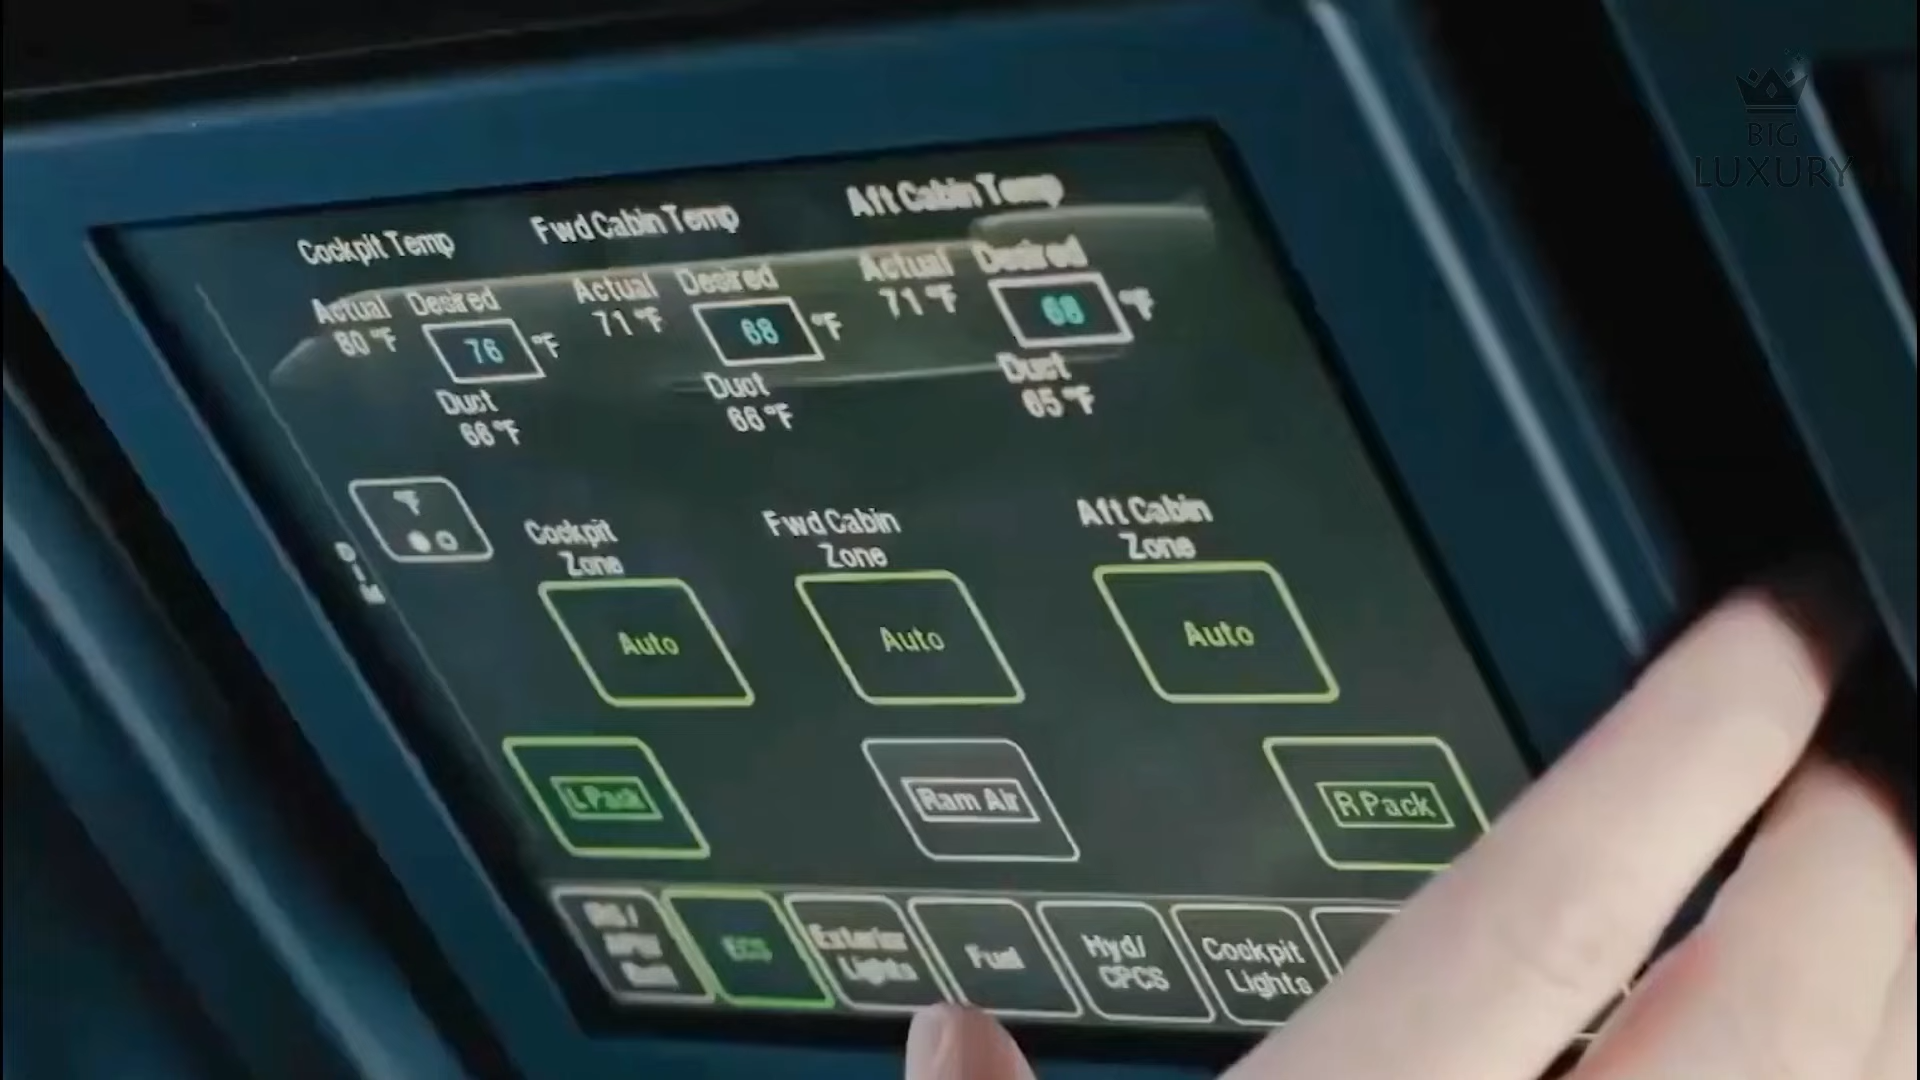 BIG
LUXURY
Cockpit Temp
Fwd Cabin Temp
Aft Cabin Temp
Actual Desired
Actual Desired
Actual Desired
80 °F 76 °F
71 °F 68 °F
71 °F 68 °F
Duct
Duct
Duct
66 °F
66 °F
65 °F
°F
DIM
Cockpit
Zone
Fwd Cabin
Zone
Aft Cabin
Zone
Auto
Auto
Auto
L Pack
Ram Air
R Pack
ECS
Exterior
Lights
Fuel
Hyd/
CPCS
Cockpit
Lights